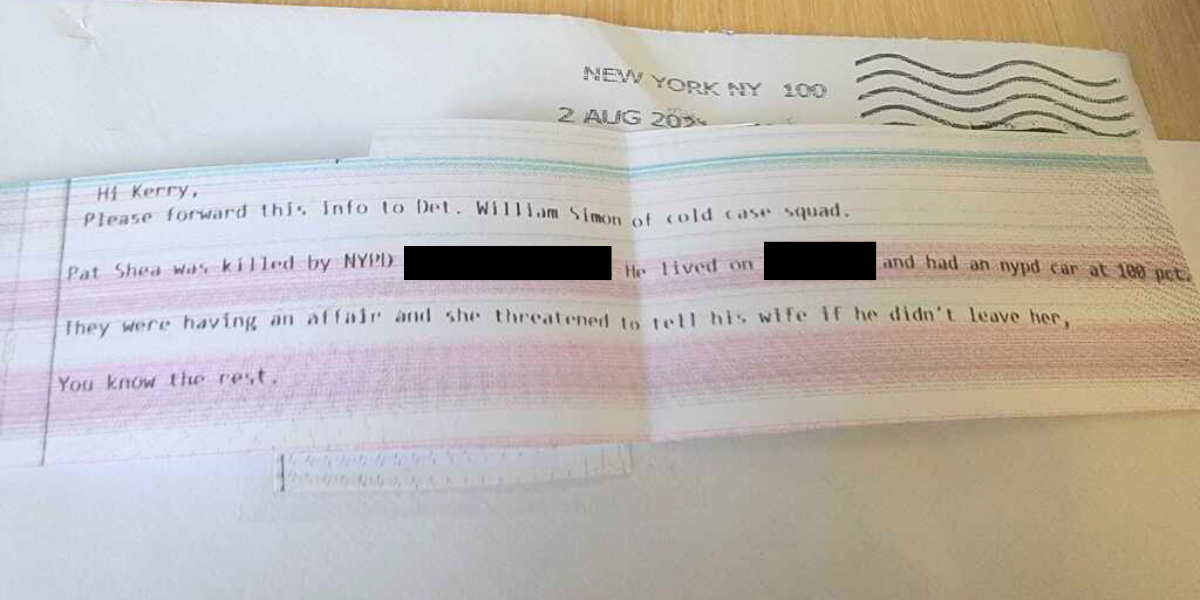 NEW YORK NY 100
2 AUG
Hi Kerry,
Please forward this info to Det. William Simon of cold case squad.
Pat Shea was killed by NYPD He lived on and had an nypd car at 100 pct.
They were having an affair and she threatened to tell his wife if he didn't leave her,
You know the rest.